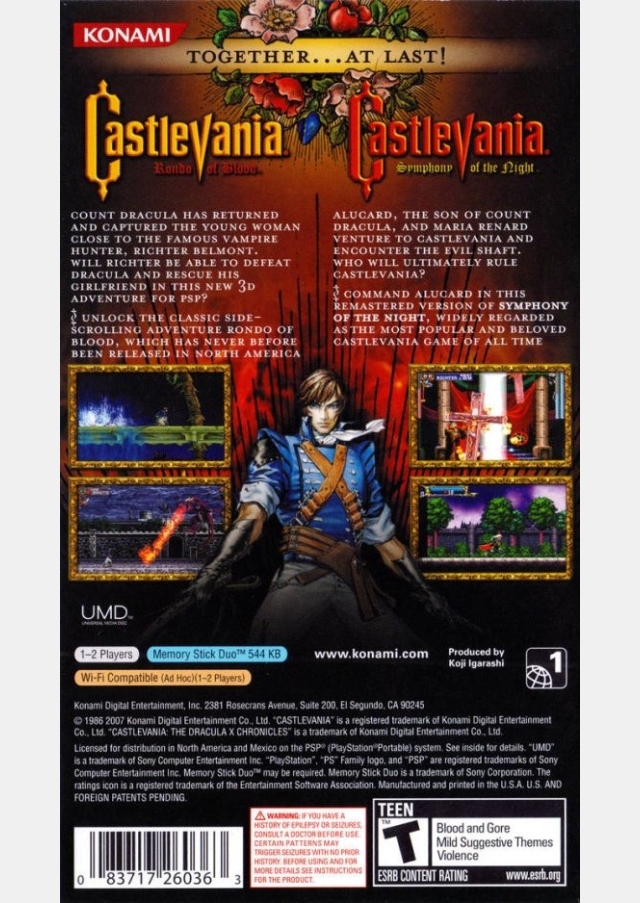 KONAMI
TOGETHER...AT LAST!
Castlevania
Rondo of Blood™
Castlevania.
Symphony of the Night™
COUNT DRACULA HAS RETURNED
AND CAPTURED THE YOUNG WOMAN
CLOSE TO THE FAMOUS VAMPIRE
HUNTER, RICHTER BELMONT.
WILL RICHTER BE ABLE TO DEFEAT
DRACULA AND RESCUE HIS
GIRLFRIEND IN THIS NEW 3D
ADVENTURE FOR PSP?
UNLOCK THE CLASSIC SIDE-
SCROLLING ADVENTURE RONDO OF
BLOOD, WHICH HAS NEVER BEFORE
BEEN RELEASED IN NORTH AMERICA
ALUCARD, THE SON OF COUNT
DRACULA, AND MARIA RENARD
VENTURE TO CASTLEVANIA AND
ENCOUNTER THE EVIL SHAFT.
WHO WILL ULTIMATELY RULE
CASTLEVANIA?
COMMAND ALUCARD IN THIS
REMASTERED VERSION OF SYMPHONY
OF THE NIGHT, WIDELY REGARDED
AS THE MOST POPULAR AND BELOVED
CASTLEVANIA GAME OF ALL TIME
UMD™
UNIVERSAL MEDIA DISC
1–2 Players
Memory Stick Duo™ 544 KB
www.konami.com
Produced by
Koji Igarashi
1
Wi-Fi Compatible (Ad Hoc)(1–2 Players)
Konami Digital Entertainment, Inc. 2381 Rosecrans Avenue, Suite 200, El Segundo, CA 90245
© 1986 2007 Konami Digital Entertainment Co., Ltd. "CASTLEVANIA" is a registered trademark of Konami Digital Entertainment
Co., Ltd. "CASTLEVANIA: THE DRACULA X CHRONICLES" is a trademark of Konami Digital Entertainment Co., Ltd.
Licensed for distribution in North America and Mexico on the PSP® (PlayStation®Portable) system. See inside for details. "UMD"
is a trademark of Sony Computer Entertainment Inc. "PlayStation", "PS" Family logo, and "PSP" are registered trademarks of Sony
Computer Entertainment Inc. Memory Stick Duo™ may be required. Memory Stick Duo is a trademark of Sony Corporation. The
ratings icon is a registered trademark of the Entertainment Software Association. Manufactured and printed in the U.S.A. U.S. AND
FOREIGN PATENTS PENDING.
WARNING: IF YOU HAVE A
HISTORY OF EPILEPSY OR SEIZURES,
CONSULT A DOCTOR BEFORE USE.
CERTAIN PATTERNS MAY
TRIGGER SEIZURES WITH NO PRIOR
HISTORY. BEFORE USING AND FOR
MORE DETAILS SEE INSTRUCTIONS
FOR THE PRODUCT.
TEEN
T™
Blood and Gore
Mild Suggestive Themes
Violence
ESRB CONTENT RATING www.esrb.org
0 83717 26036 3